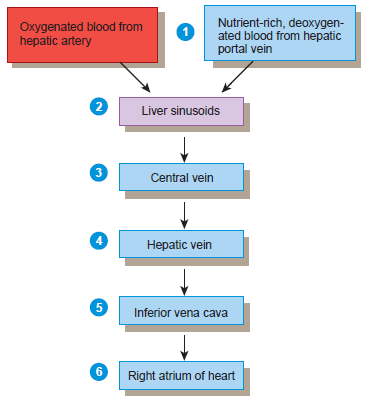 Oxygenated blood from
hepatic artery
1
Nutrient-rich, deoxygen-
ated blood from hepatic
portal vein
2
Liver sinusoids
3
Central vein
4
Hepatic vein
5
Inferior vena cava
6
Right atrium of heart